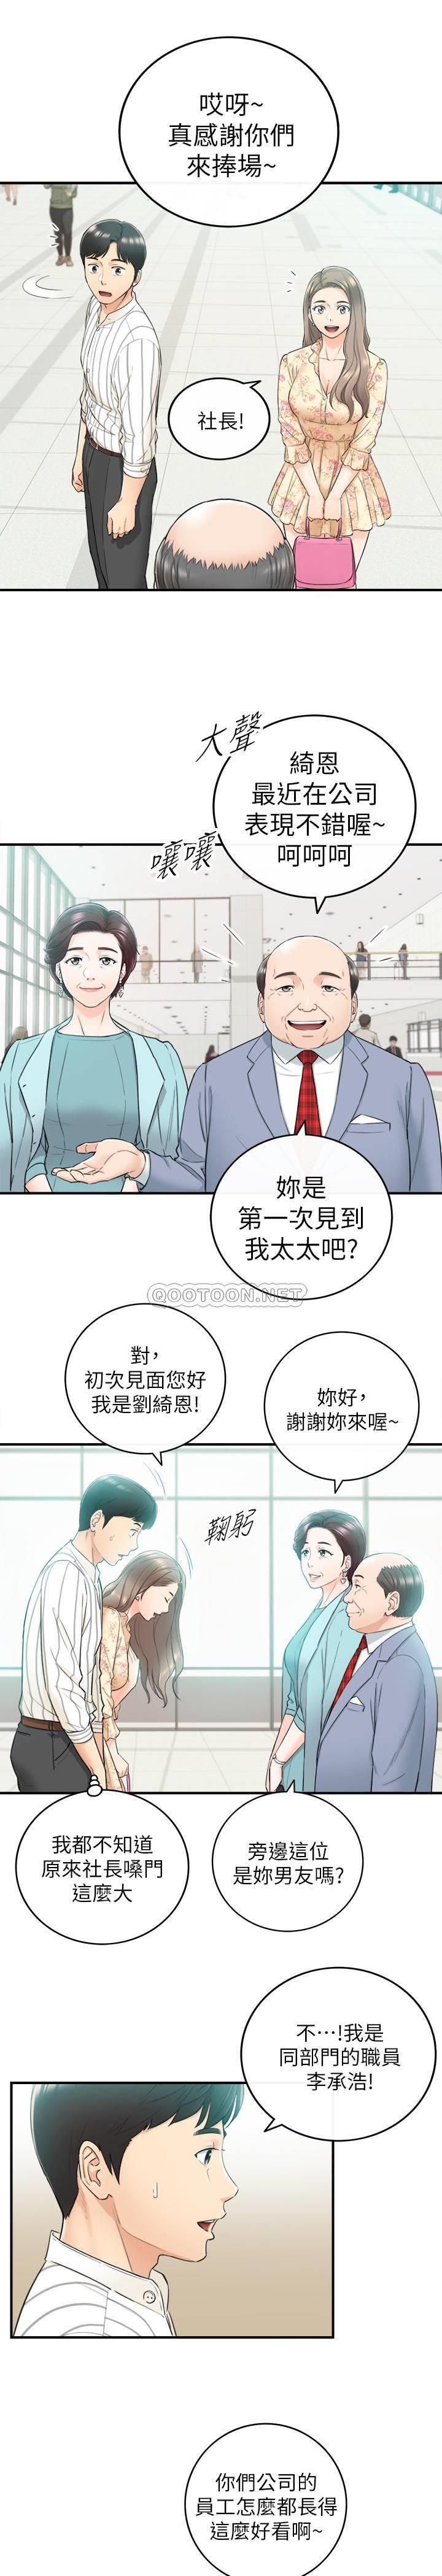 哎呀~
真感謝你們
來捧場~
社長!
大聲
嚷嚷
綺恩
最近在公司
表現不錯喔~
呵呵呵
妳是
第一次見到
我太太吧?
QOOTOON.NET
對,
初次見面您好
我是劉綺恩!
妳好,
謝謝妳來喔~
鞠躬
我都不知道
原來社長嗓門
這麼大
旁邊這位
是妳男友嗎?
不…!我是
同部門的職員
李承浩!
你們公司的
員工怎麼都長得
這麼好看啊~